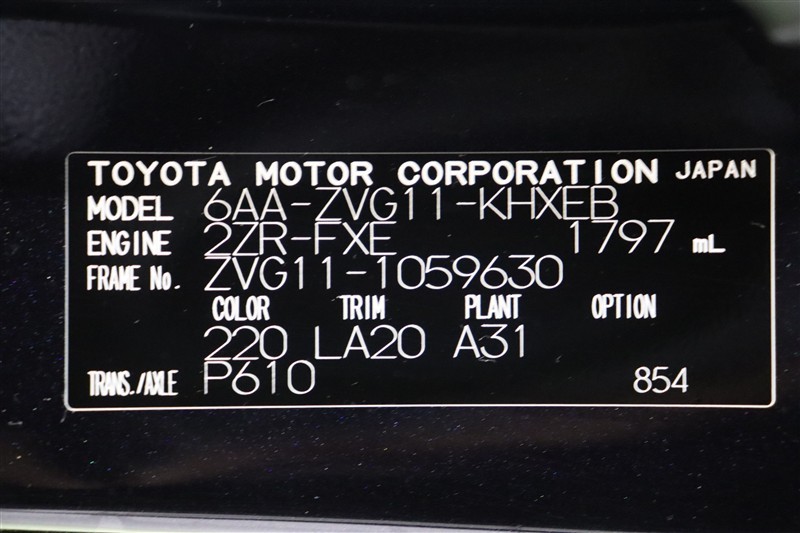 TOYOTA MOTOR CORPORATION JAPAN
MODEL 6AA-ZVG11-KHXEB
ENGINE 2ZR-FXE 1797 mL
FRAME No. ZVG11-1059630
COLOR TRIM PLANT OPTION
220 LA20 A31
TRANS./AXLE P610 854